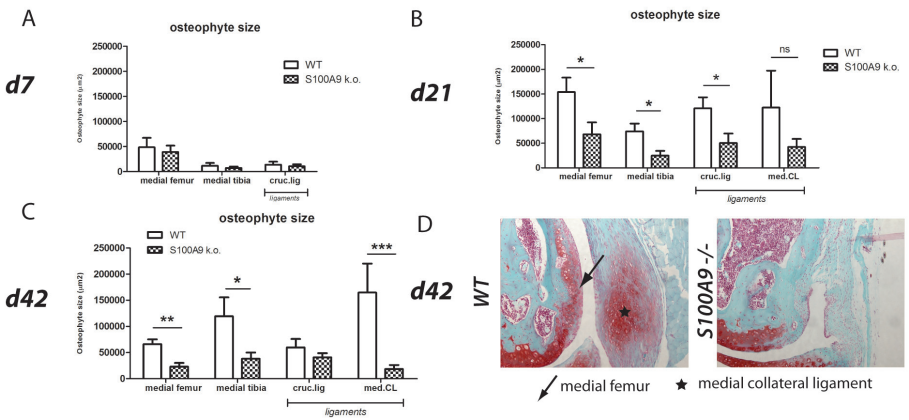 A
osteophyte size
d7
Osteophyte size (μm2)
250000
200000
150000
100000
50000
0
WT
S100A9 k.o.
medial femur medial tibia cruc.lig
ligaments
B
osteophyte size
d21
Osteophyte size (μm2)
250000
200000
150000
100000
50000
0
* * * ns
WT
S100A9 k.o.
medial femur medial tibia cruc.lig med.CL
ligaments
C
osteophyte size
d42
Osteophyte size (μm2)
250000
200000
150000
100000
50000
0
WT
S100A9 k.o.
** * ***
medial femur medial tibia cruc.lig med.CL
ligaments
D
d42
WT
S100A9 -/-
medial femur ★ medial collateral ligament